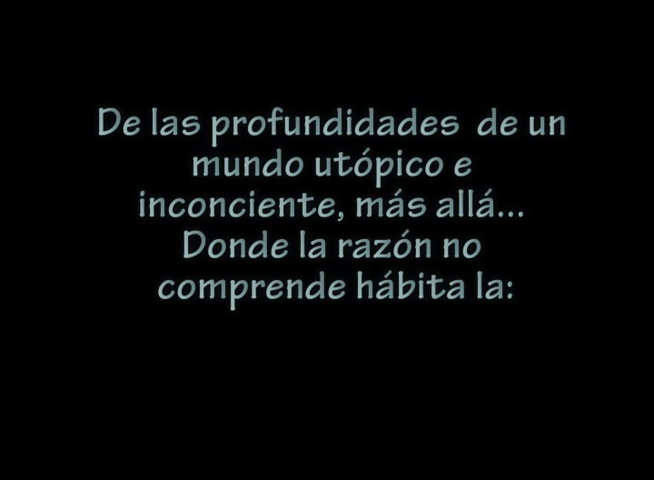 De las profundidades de un
mundo utópico e
inconciente, más allá...
Donde la razón no
comprende hábita la: